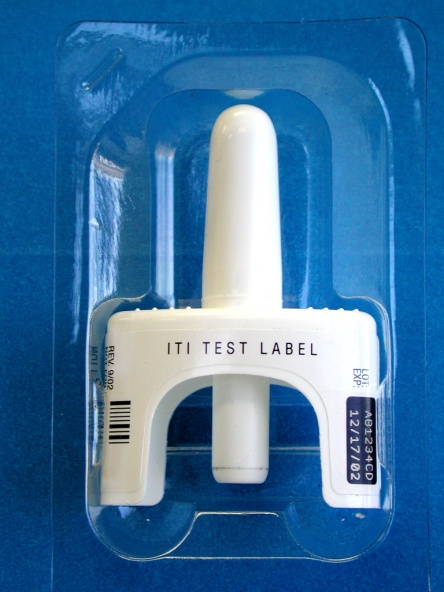 ITI TEST LABEL
REV. 9/02
LOT:
EXP:
AB1234CD
12/17/02